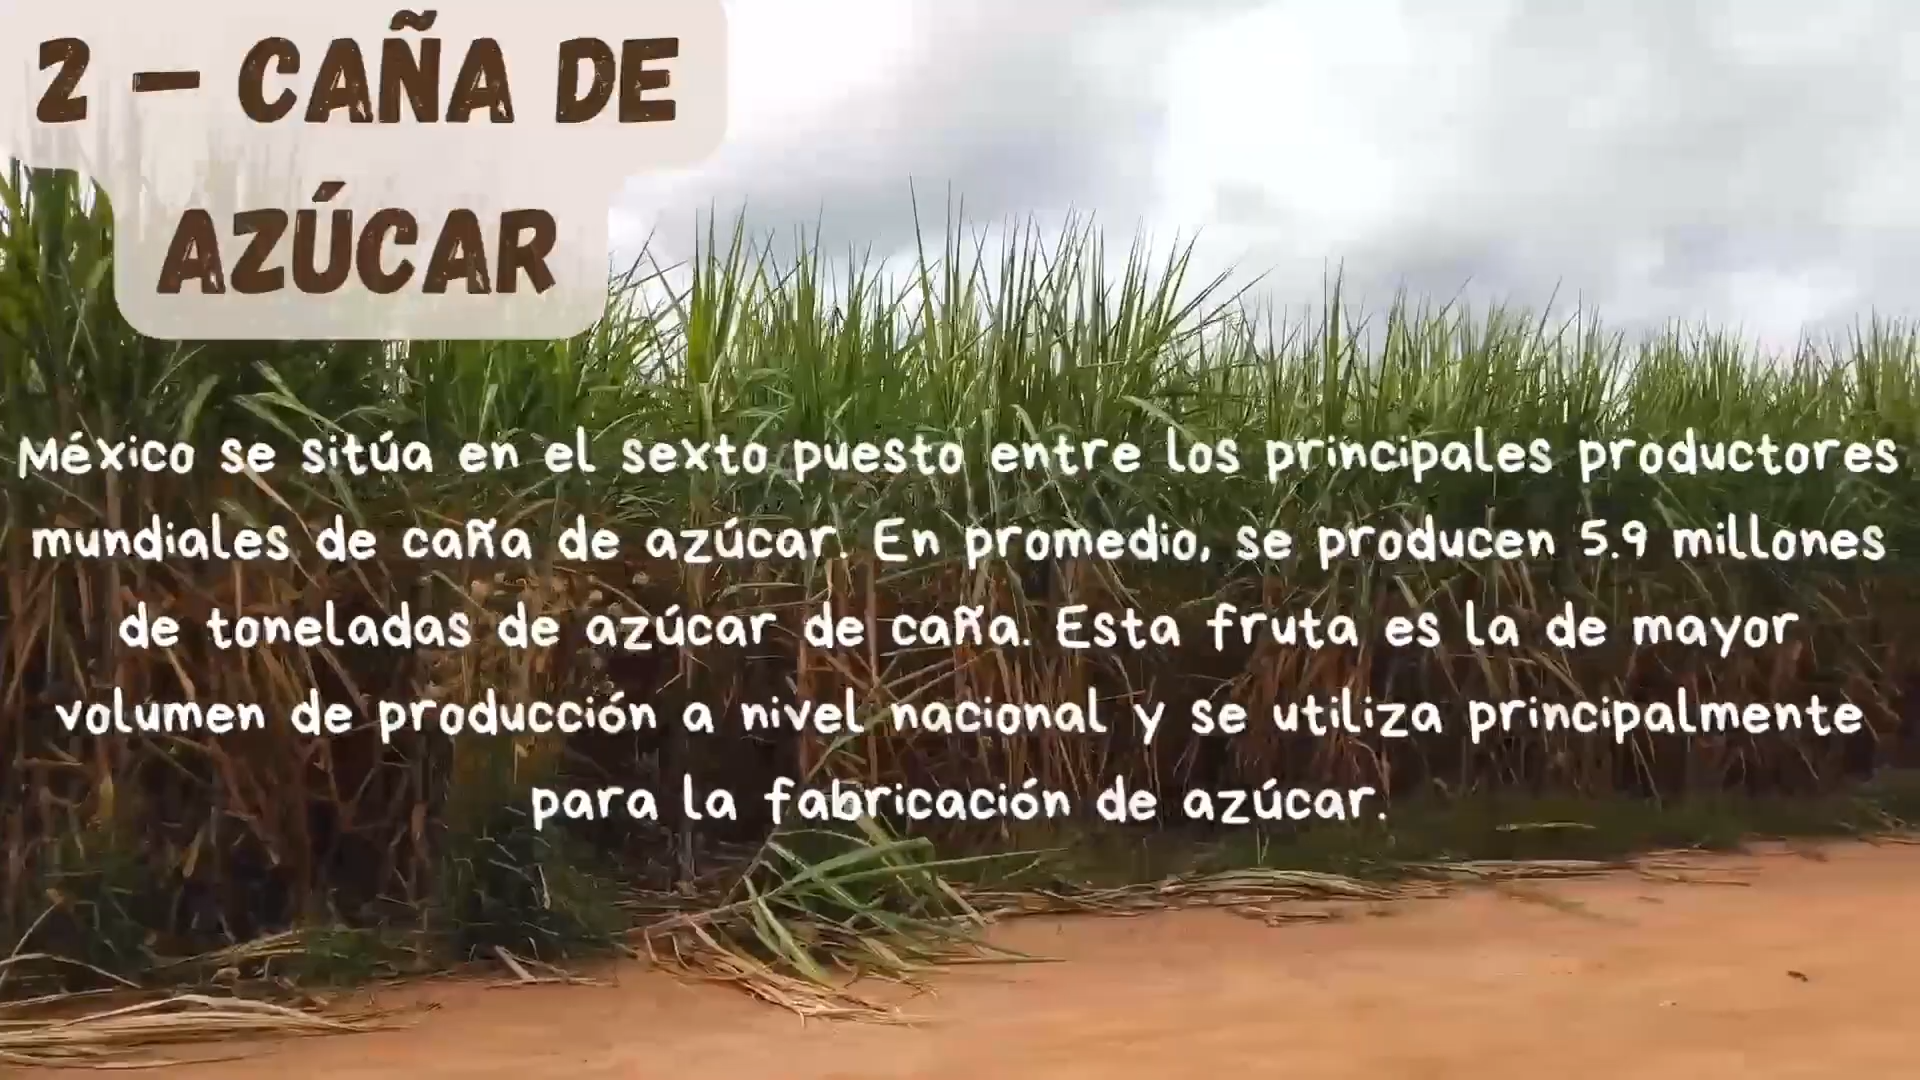 2 – CAÑA DE
AZÚCAR
México se sitúa en el sexto puesto entre los principales productores
mundiales de caña de azúcar. En promedio, se producen 5.9 millones
de toneladas de azúcar de caña. Esta fruta es la de mayor
volumen de producción a nivel nacional y se utiliza principalmente
para la fabricación de azúcar.